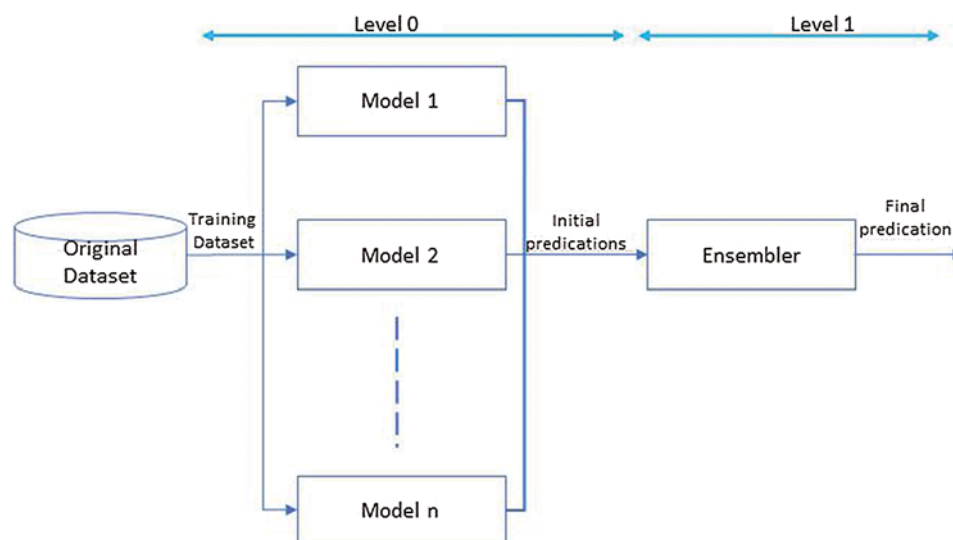 Level 0
Level 1
Model 1
Original
Dataset
Training
Dataset
Model 2
Initial
predications
Ensembler
Final
predication
Model n